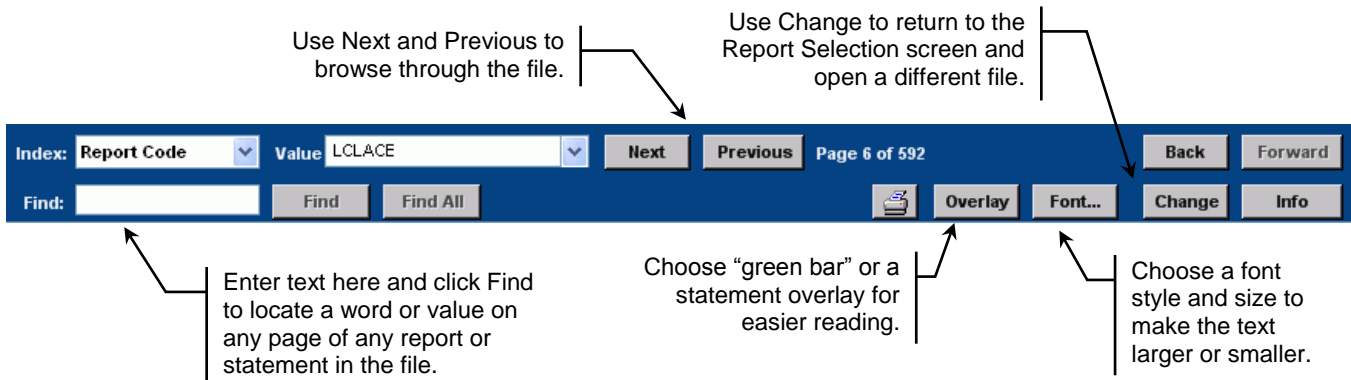 Use Next and Previous to
browse through the file.
Use Change to return to the
Report Selection screen and
open a different file.
Index: Report Code Value LCLACE Next Previous Page 6 of 592 Back Forward
Find: Find Find All Overlay Font... Change Info
Enter text here and click Find
to locate a word or value on
any page of any report or
statement in the file.
Choose “green bar” or a
statement overlay for
easier reading.
Choose a font
style and size to
make the text
larger or smaller.